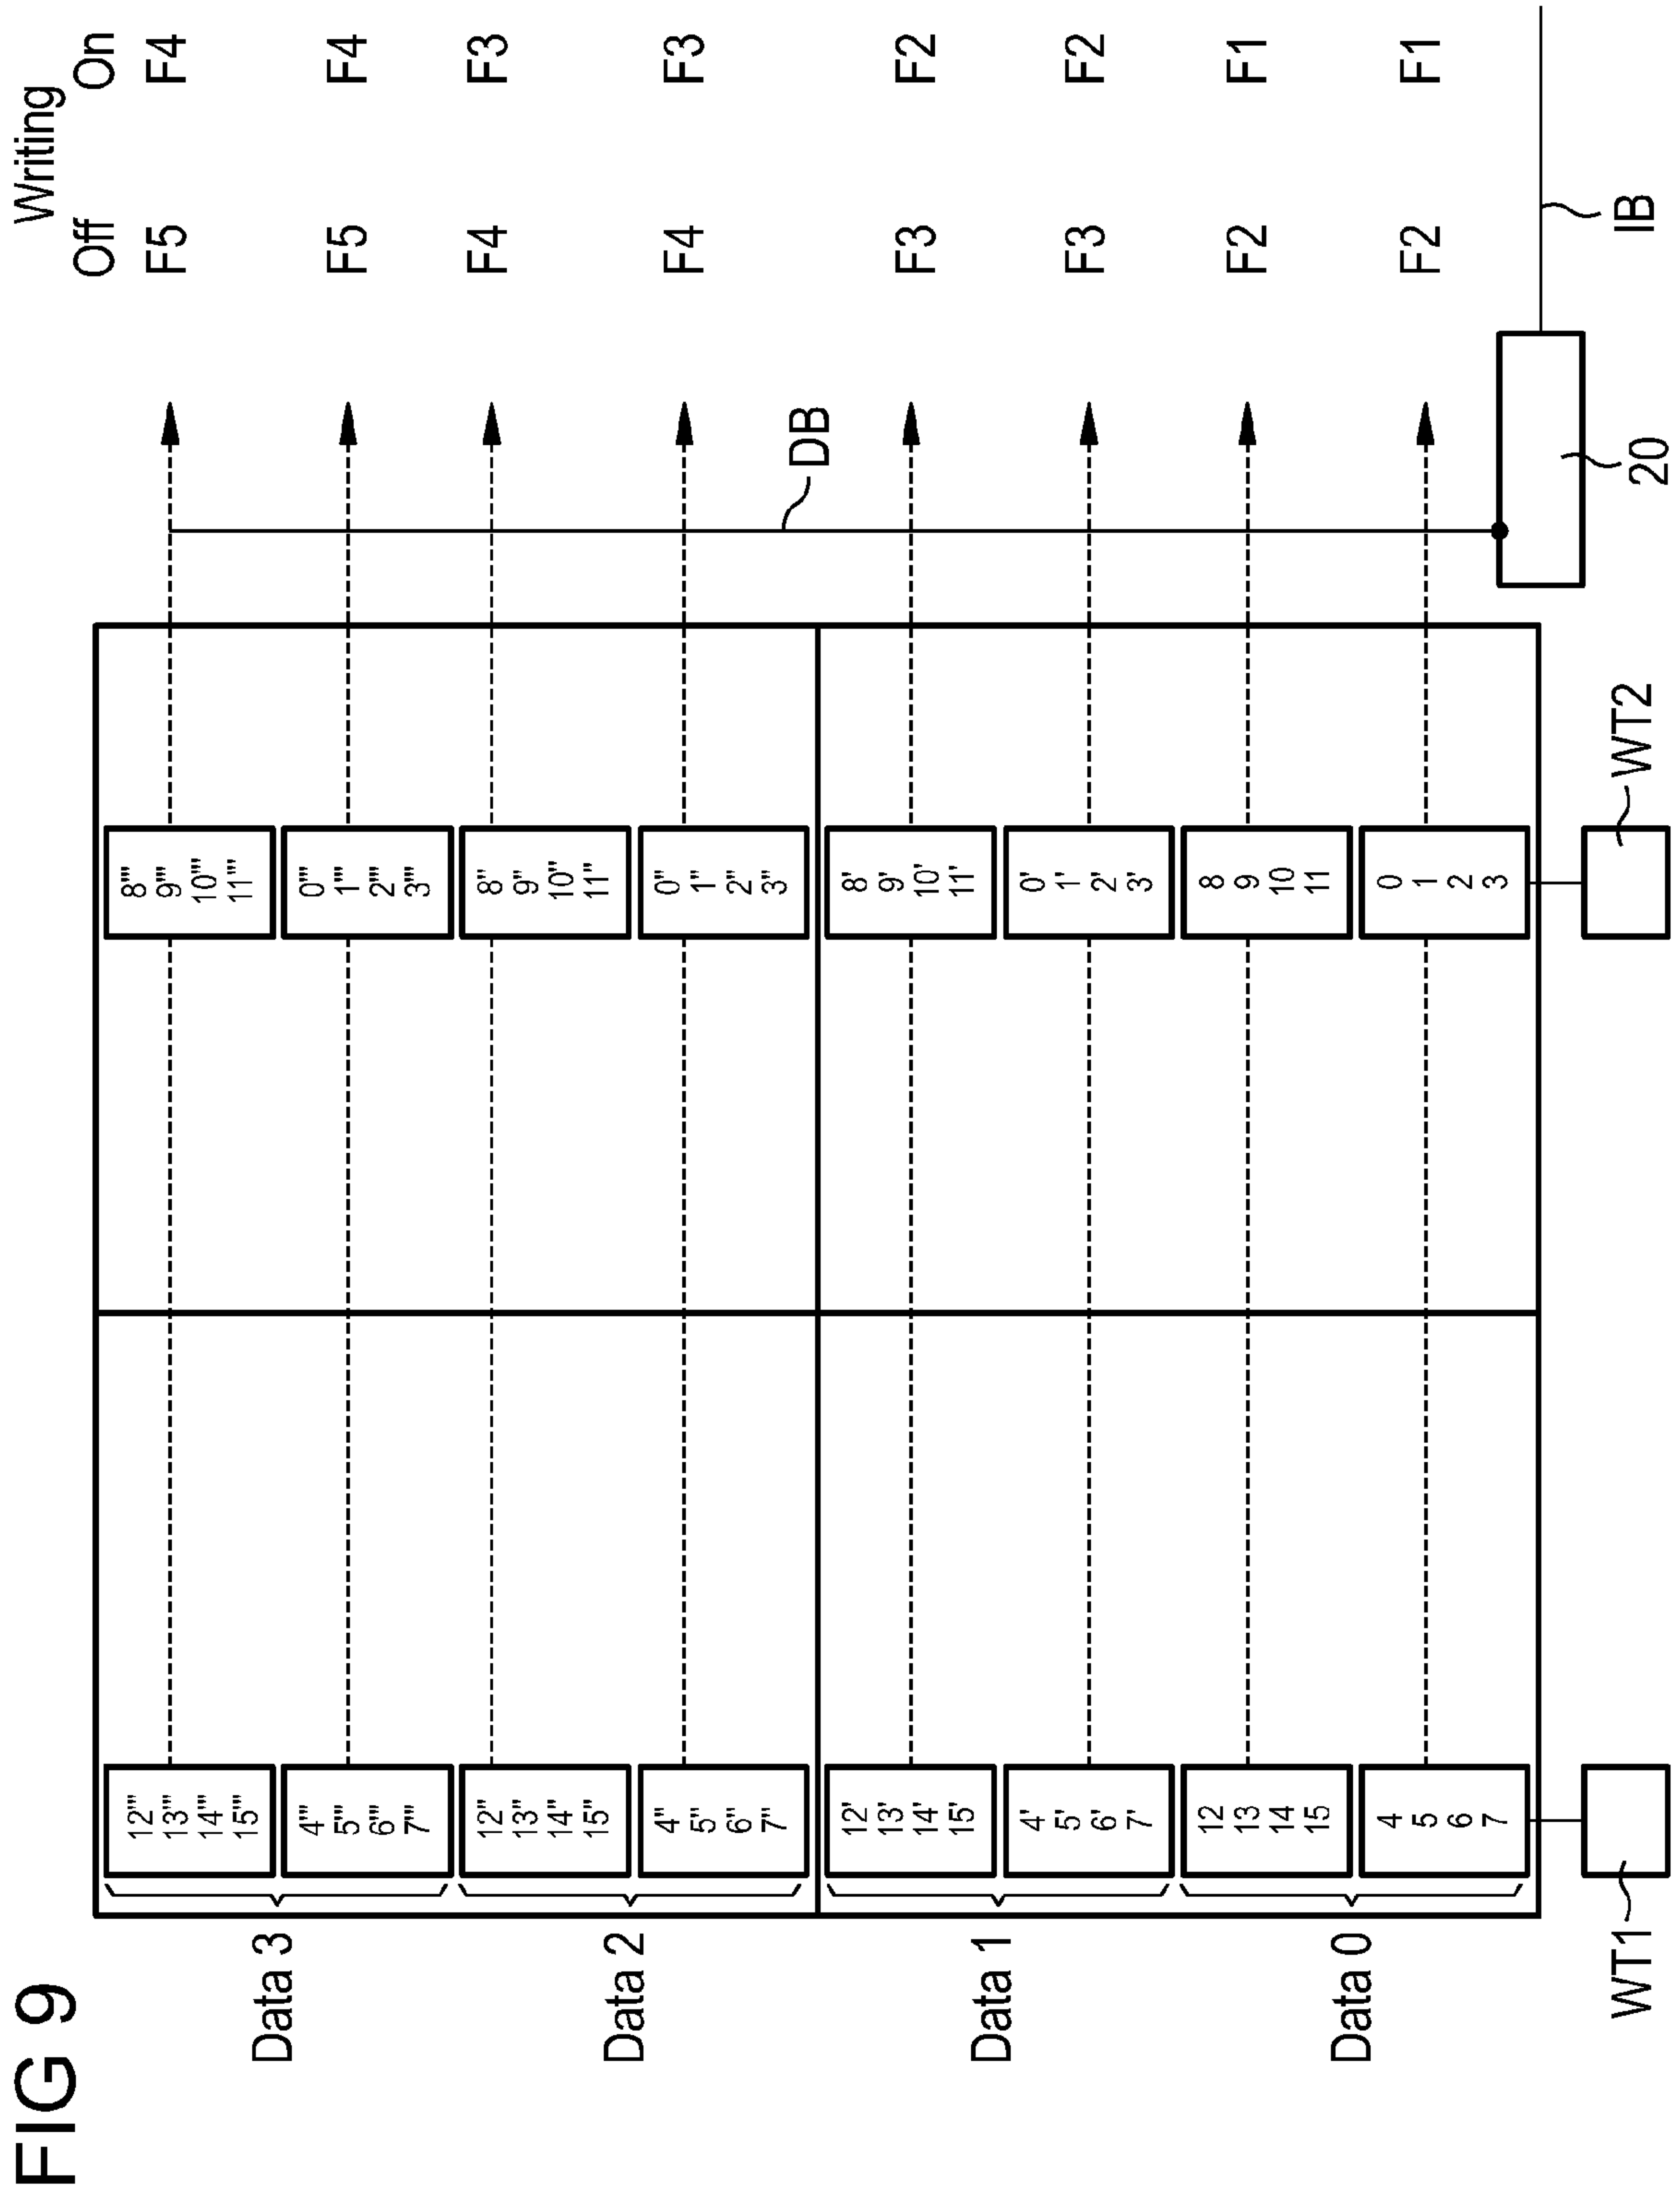 FIG 9
Writing
Off On
12''' 8'''
13''' 9''' F5 F4
14''' 10'''
15''' 11'''
Data 3
4''' 0'''
5''' 1''' F5 F4
6''' 2'''
7''' 3'''
12'' 8'' F4 F3
13'' 9''
14'' 10''
15'' 11''
Data 2
4'' 0''
5'' 1'' F4 F3
6'' 2''
7'' 3''
DB
12' 8'
13' 9'
14' 10' F3 F2
15' 11'
Data 1
4' 0'
5' 1'
6' 2' F3 F2
7' 3'
12 8
13 9 F2 F1
14 10
15 11
Data 0
4 0
5 1 F2 F1
6 2
7 3
WT1 WT2 20 IB